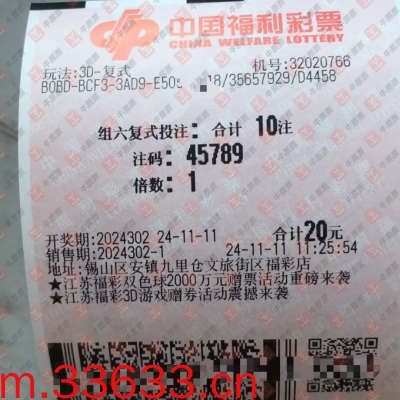 中国福利彩票
CHINA WELFARE LOTTERY
玩法:3D-复式 机号:32020766
B0BD-BCF3-3AD9-E50 18/35657929/D4458
组六复式投注: 合计 10注
注码: 45789
倍数: 1
开奖期:2024302 24-11-11 合计20元
销售期:2024302-1 24-11-11 11:25:54
地址:锡山区安镇九里仓文旅街区福彩店
★江苏福彩双色球2000万元赠票活动重磅来袭
★江苏福彩3D游戏赠券活动震撼来袭
m.33633.cn